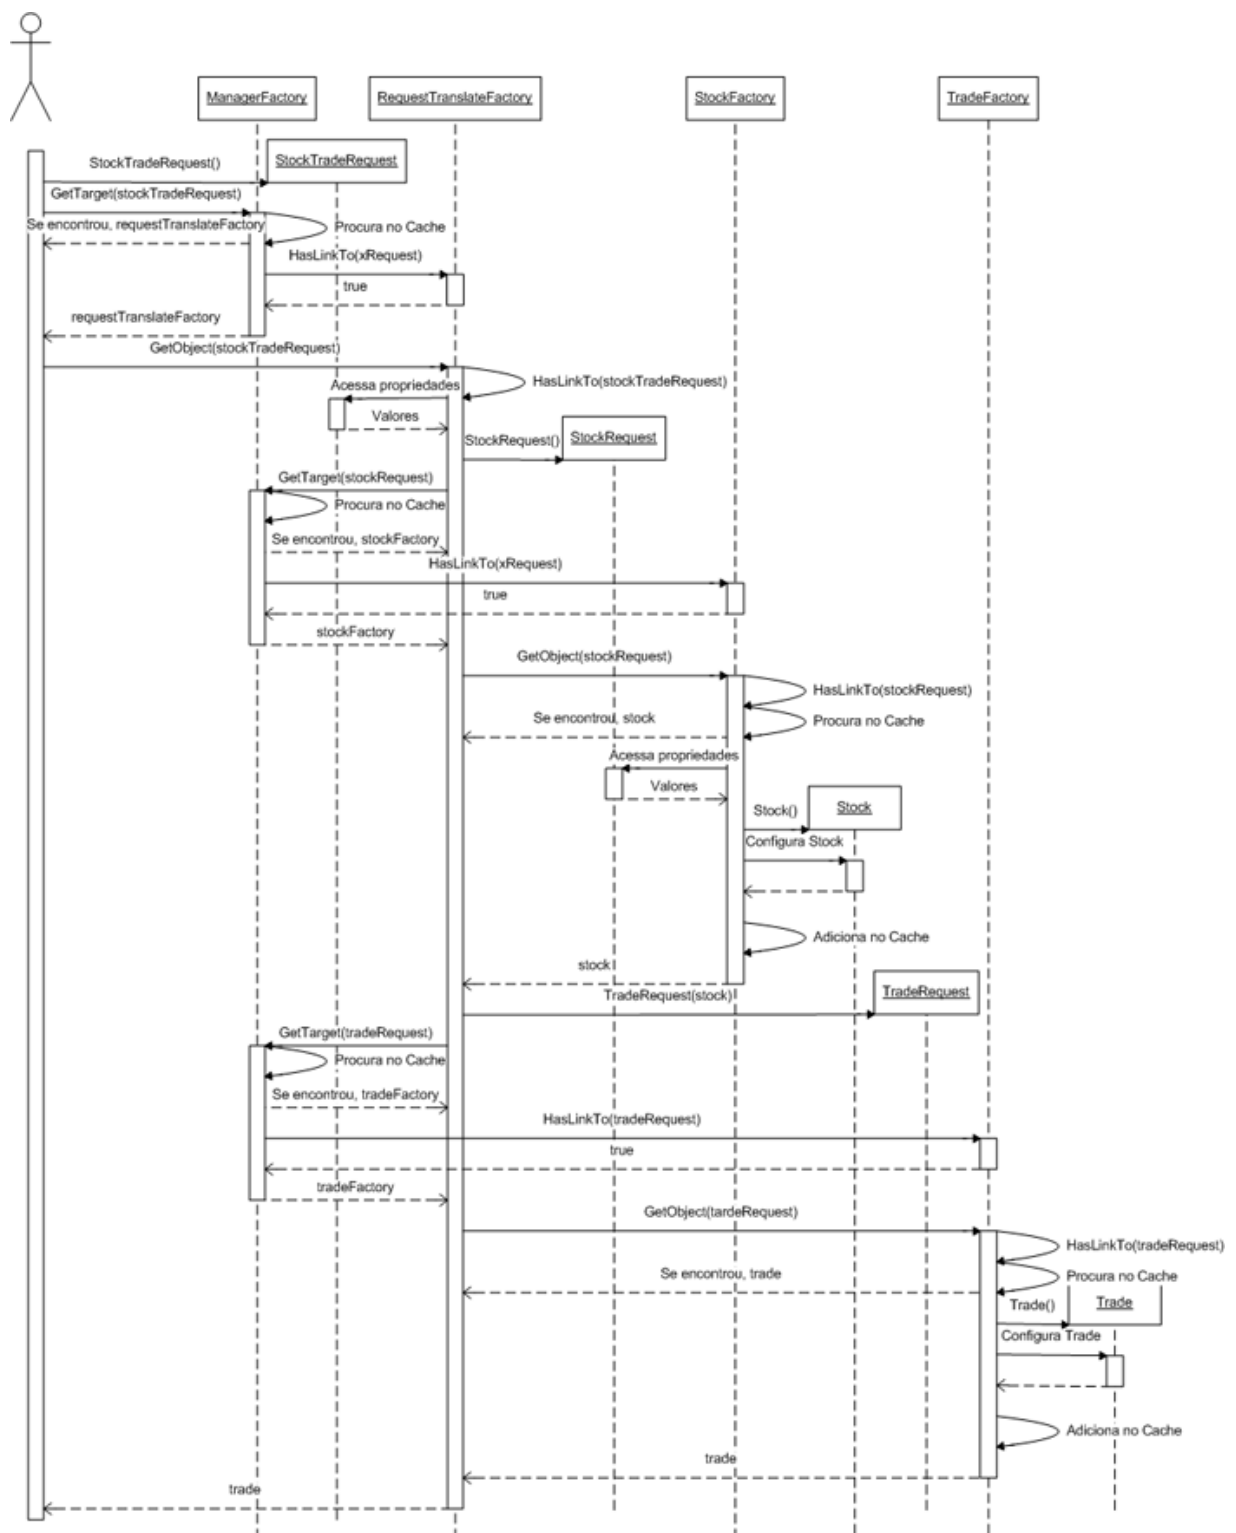 ManagerFactory
RequestTranslateFactory
StockFactory
TradeFactory
StockTradeRequest()
StockTradeRequest
GetTarget(stockTradeRequest)
Se encontrou, requestTranslateFactory
Procura no Cache
HasLinkTo(xRequest)
true
requestTranslateFactory
GetObject(stockTradeRequest)
HasLinkTo(stockTradeRequest)
Acessa propriedades
Valores
StockRequest()
StockRequest
GetTarget(stockRequest)
Procura no Cache
Se encontrou, stockFactory
HasLinkTo(xRequest)
true
stockFactory
GetObject(stockRequest)
HasLinkTo(stockRequest)
Se encontrou, stock
Procura no Cache
Acessa propriedades
Valores
Stock()
Stock
Configura Stock
Adiciona no Cache
stock
TradeRequest(stock)
TradeRequest
GetTarget(tradeRequest)
Procura no Cache
Se encontrou, tradeFactory
HasLinkTo(tradeRequest)
true
tradeFactory
GetObject(tardeRequest)
HasLinkTo(tradeRequest)
Se encontrou, trade
Procura no Cache
Trade()
Trade
Configura Trade
Adiciona no Cache
trade
trade